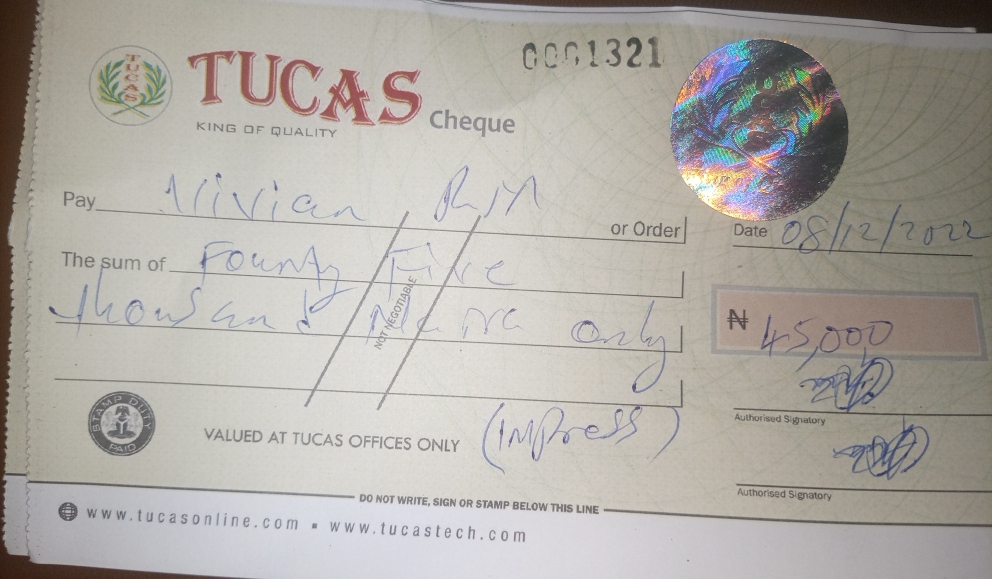 0001321
TUCAS
TUCAS Cheque
KING OF QUALITY
Pay Vivian R.M or Order
Date 08/12/2022
The sum of Founty Five
thousand Naira only
NOT NEGOTIABLE
₦ 45,000
Authorised Signatory
STAMP DUTY PAID
VALUED AT TUCAS OFFICES ONLY (Impress)
Authorised Signatory
DO NOT WRITE, SIGN OR STAMP BELOW THIS LINE
www.tucasonline.com ▪ www.tucastech.com